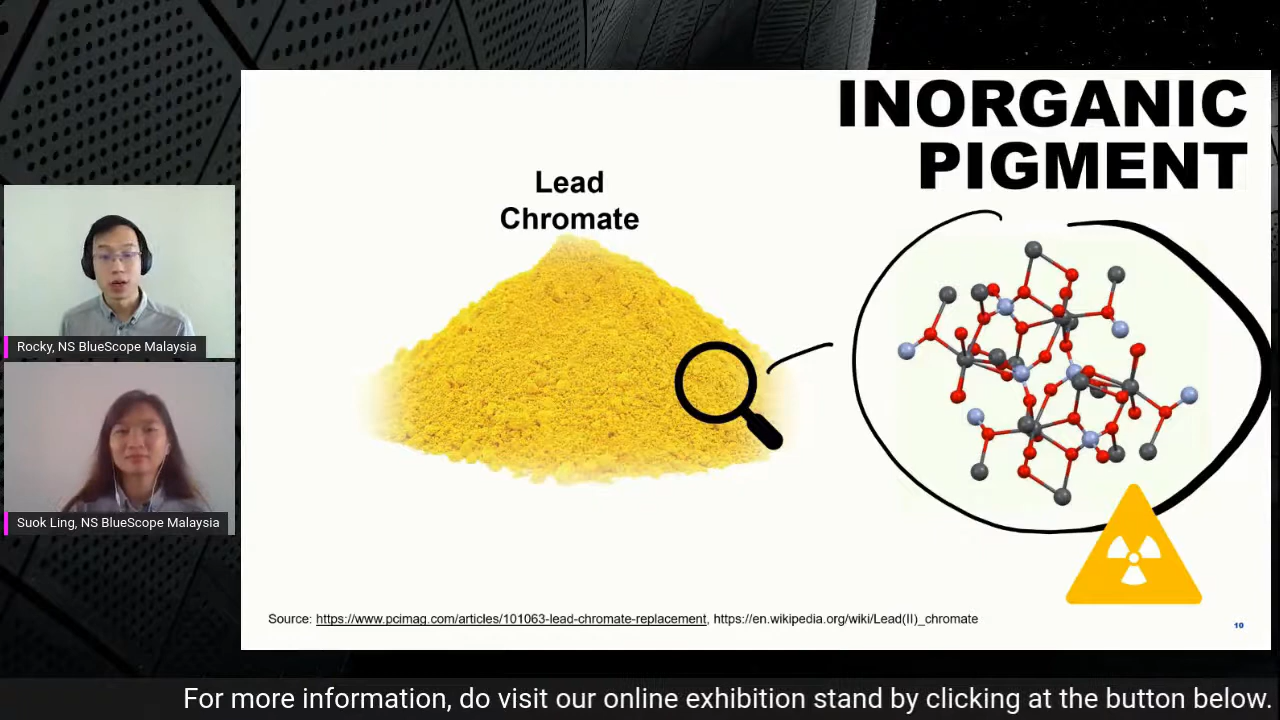 INORGANIC
PIGMENT
Lead
Chromate
Rocky, NS BlueScope Malaysia
Suok Ling, NS BlueScope Malaysia
Source: https://www.pcimag.com/articles/101063-lead-chromate-replacement, https://en.wikipedia.org/wiki/Lead(II)_chromate
10
For more information, do visit our online exhibition stand by clicking at the button below.